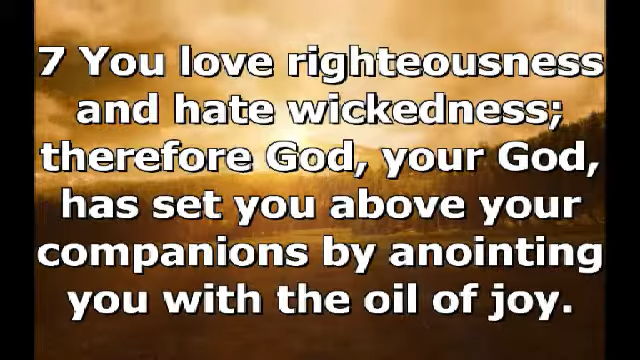 7 You love righteousness
and hate wickedness;
therefore God, your God,
has set you above your
companions by anointing
you with the oil of joy.